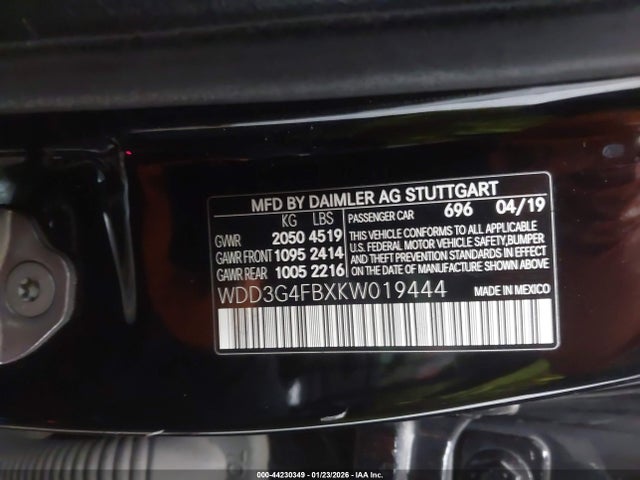 MFD BY DAIMLER AG STUTTGART
KG LBS PASSENGER CAR 696 04/19
GVWR 2050 4519
GAWR FRONT 1095 2414
GAWR REAR 1005 2216
THIS VEHICLE CONFORMS TO ALL APPLICABLE
U.S. FEDERAL MOTOR VEHICLE SAFETY, BUMPER
AND THEFT PREVENTION STANDARDS IN EFFECT
ON THE DATE OF MANUFACTURE SHOWN ABOVE.
WDD3G4FBXKW019444 MADE IN MEXICO
000-44230349 | 01/23/2026 | IAA Inc.